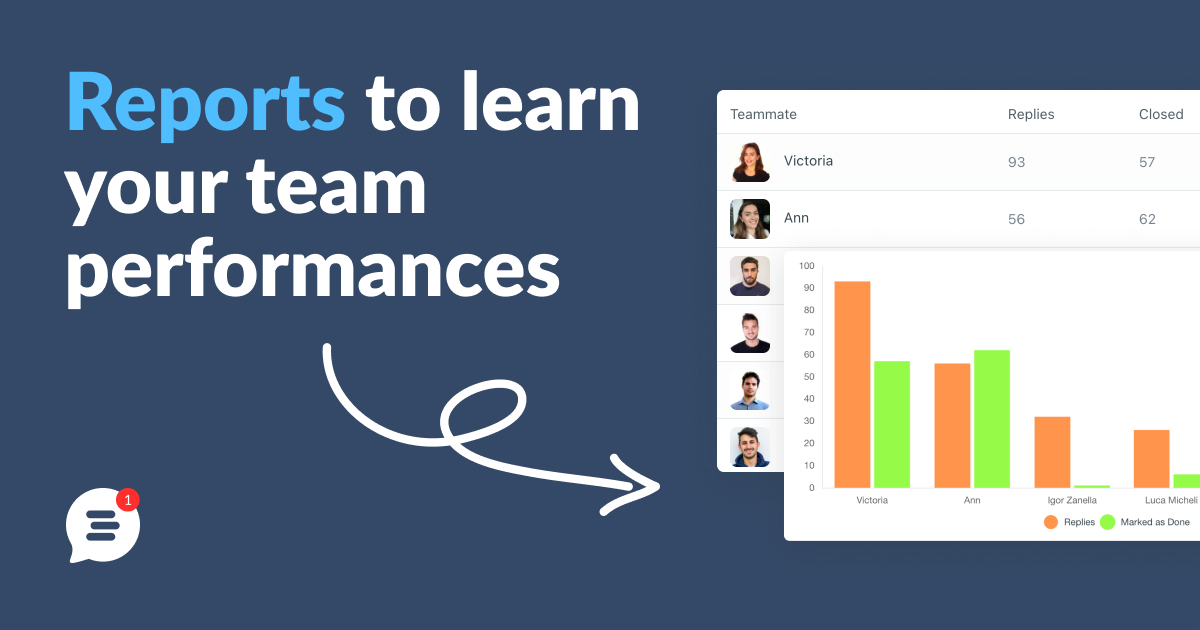 Reports to learn
your team
performances
1
Teammate Replies Closed
Victoria 93 57
Ann 56 62
100
90
80
70
60
50
40
30
20
10
0
Victoria Ann Igor Zanella Luca Micheli
Replies Marked as Done